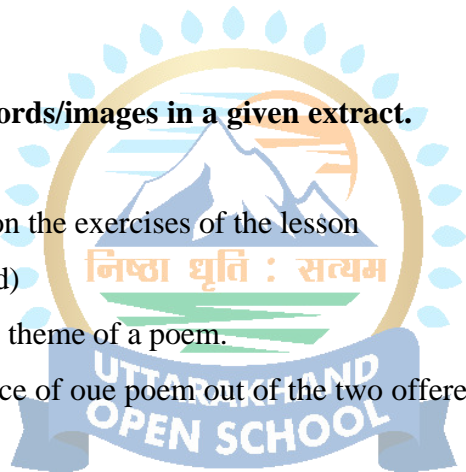 ords/images in a given extract.
on the exercises of the lesson
निष्ठा धृति : सत्यम
d)
theme of a poem.
UTTARAKHAND
ce of oue poem out of the two offere
OPEN SCHOOL